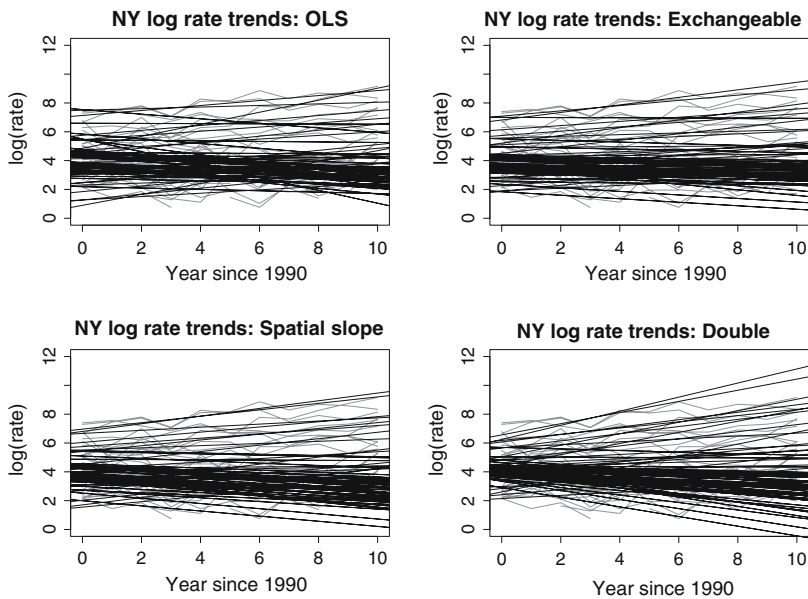 NY log rate trends: OLS
log(rate)
12
8
6
4
2
0
0 2 4 6 8 10
Year since 1990
NY log rate trends: Exchangeable
log(rate)
12
8
6
4
2
0
0 2 4 6 8 10
Year since 1990
NY log rate trends: Spatial slope
log(rate)
12
8
6
4
2
0
0 2 4 6 8 10
Year since 1990
NY log rate trends: Double
log(rate)
12
8
6
4
2
0
0 2 4 6 8 10
Year since 1990